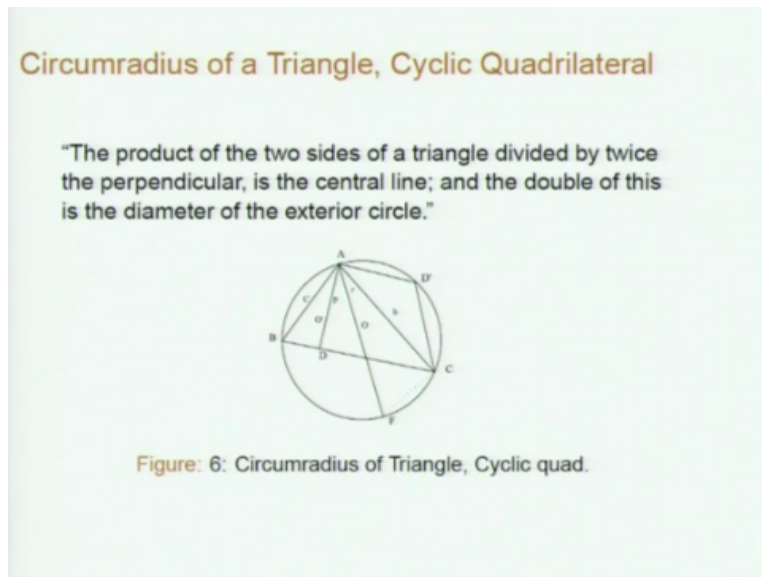 Circumradius of a Triangle, Cyclic Quadrilateral
"The product of the two sides of a triangle divided by twice
the perpendicular, is the central line; and the double of this
is the diameter of the exterior circle."
A
D'
C
P
B
D
C
F
Figure: 6: Circumradius of Triangle, Cyclic quad.